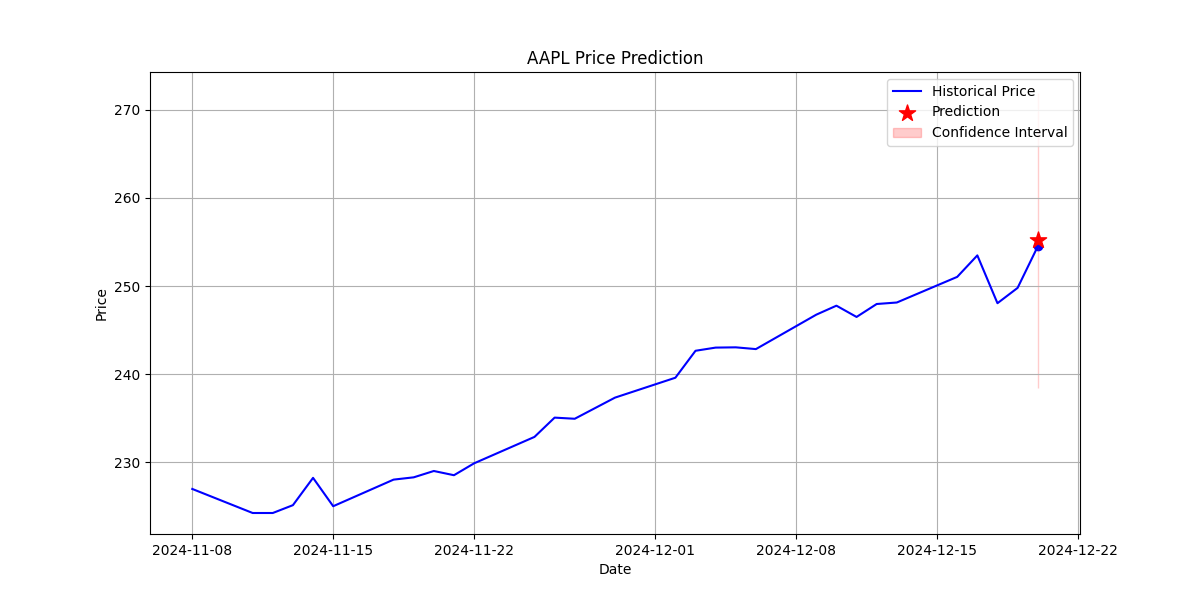 AAPL Price Prediction
Historical Price
Prediction
Confidence Interval
270
260
250
240
230
Price
2024-11-08 2024-11-15 2024-11-22 2024-12-01 2024-12-08 2024-12-15 2024-12-22
Date